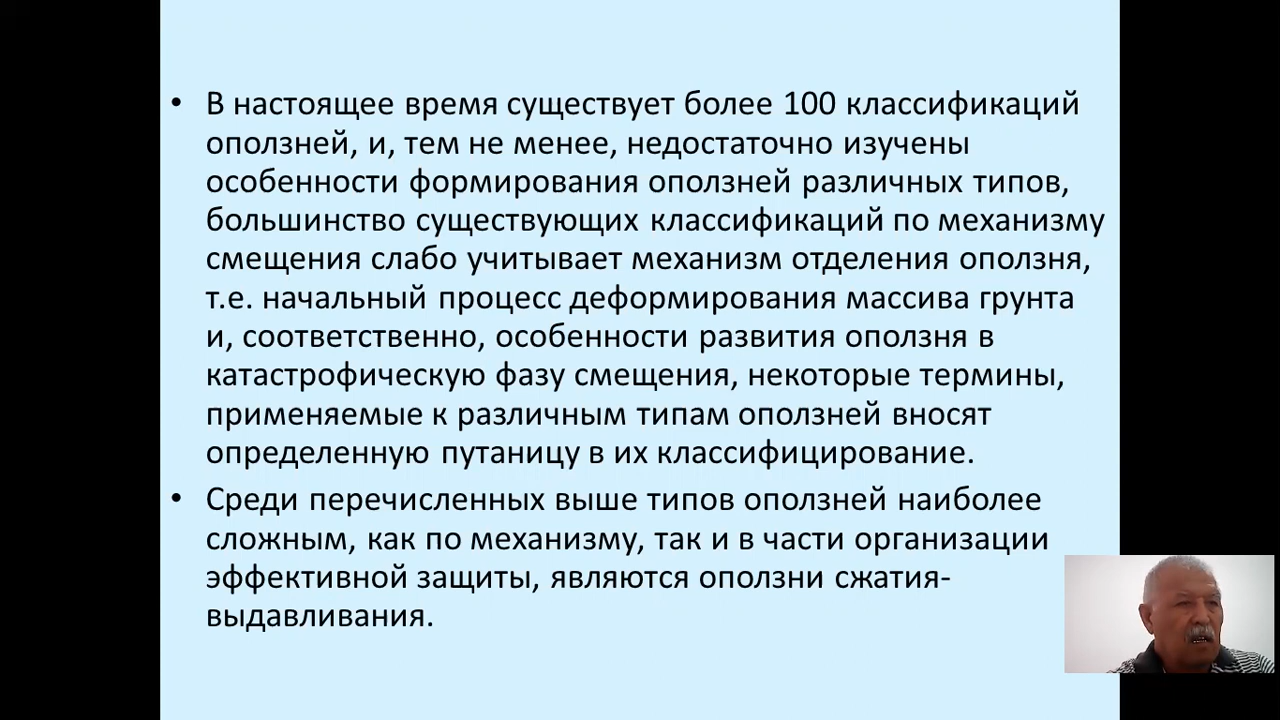 • В настоящее время существует более 100 классификаций
оползней, и, тем не менее, недостаточно изучены
особенности формирования оползней различных типов,
большинство существующих классификаций по механизму
смещения слабо учитывает механизм отделения оползня,
т.е. начальный процесс деформирования массива грунта
и, соответственно, особенности развития оползня в
катастрофическую фазу смещения, некоторые термины,
применяемые к различным типам оползней вносят
определенную путаницу в их классифицирование.
• Среди перечисленных выше типов оползней наиболее
сложным, как по механизму, так и в части организации
эффективной защиты, являются оползни сжатия-
выдавливания.